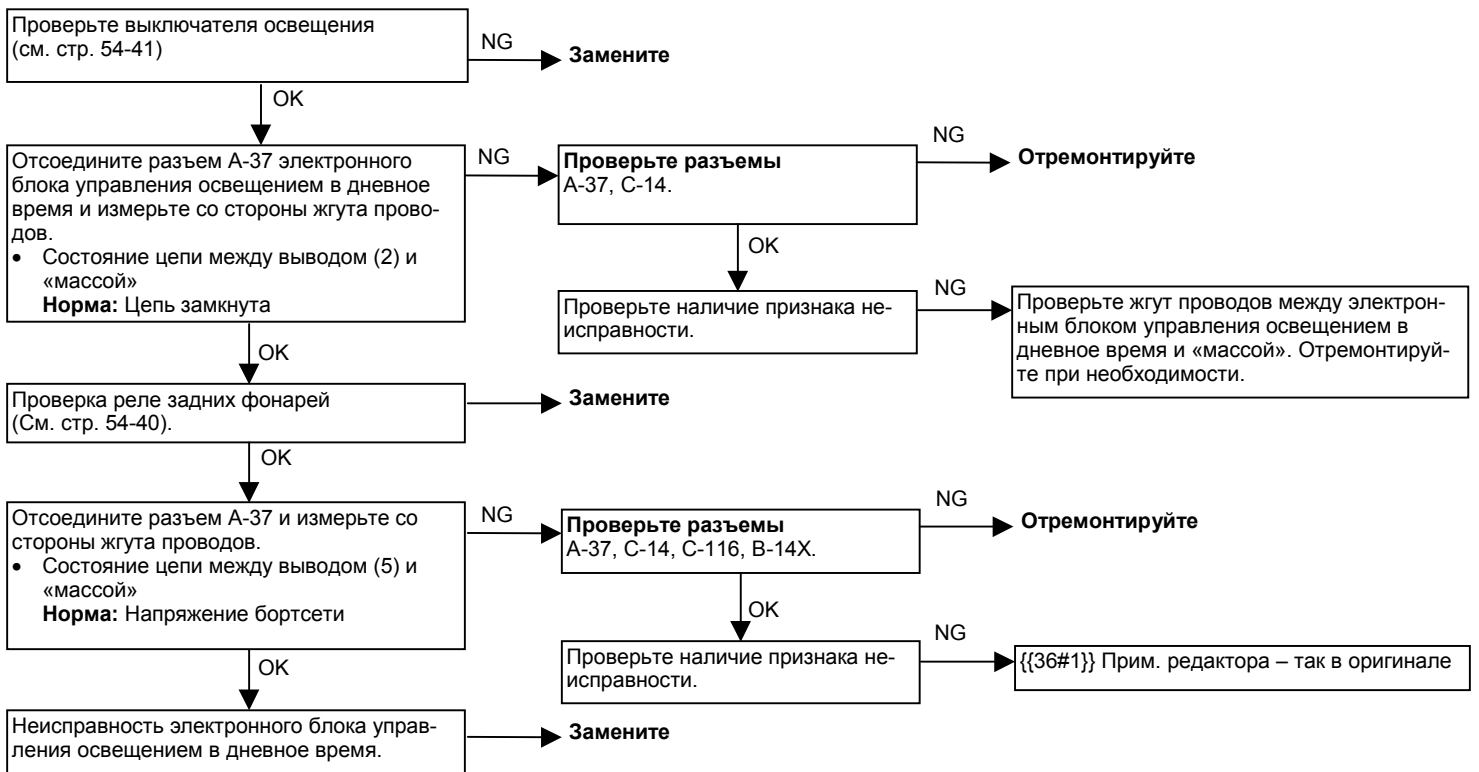 Проверьте выключателя освещения
(см. стр. 54-41)
NG
Замените
OK
Отсоедините разъем А-37 электронного
блока управления освещением в дневное
время и измерьте со стороны жгута прово-
дов.
• Состояние цепи между выводом (2) и
«массой»
Норма: Цепь замкнута
NG
Проверьте разъемы
А-37, С-14.
NG
Отремонтируйте
OK
Проверьте наличие признака не-
исправности.
NG
Проверьте жгут проводов между электрон-
ным блоком управления освещением в
дневное время и «массой». Отремонтируй-
те при необходимости.
OK
Проверка реле задних фонарей
(См. стр. 54-40).
Замените
OK
Отсоедините разъем А-37 и измерьте со
стороны жгута проводов.
• Состояние цепи между выводом (5) и
«массой»
Норма: Напряжение бортсети
NG
Проверьте разъемы
А-37, С-14, С-116, В-14Х.
NG
Отремонтируйте
OK
Проверьте наличие признака не-
исправности.
NG
{{36#1}} Прим. редактора – так в оригинале
OK
Неисправность электронного блока управ-
ления освещением в дневное время.
Замените